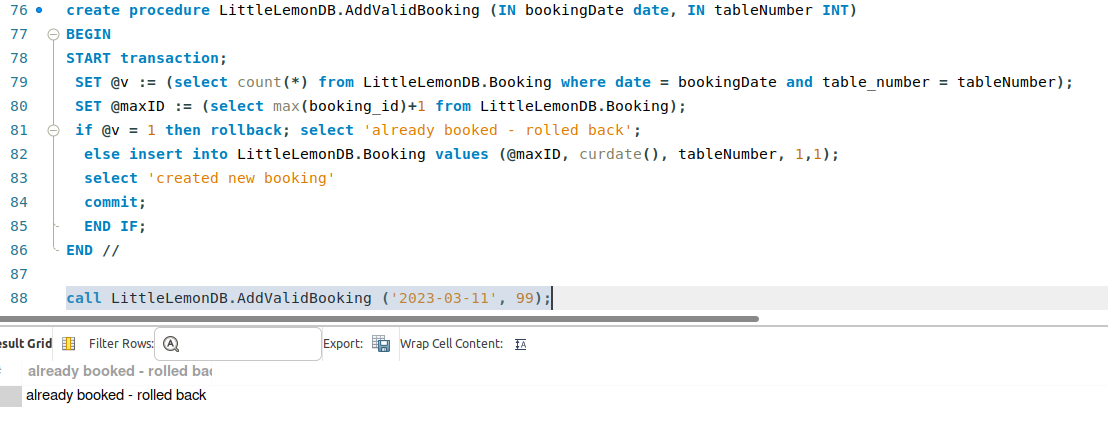 76 create procedure LittleLemonDB.AddValidBooking (IN bookingDate date, IN tableNumber INT)
77 BEGIN
78 START transaction;
79 SET @v := (select count(*) from LittleLemonDB.Booking where date = bookingDate and table_number = tableNumber);
80 SET @maxID := (select max(booking_id)+1 from LittleLemonDB.Booking);
81 if @v = 1 then rollback; select 'already booked - rolled back';
82 else insert into LittleLemonDB.Booking values (@maxID, curdate(), tableNumber, 1,1);
83 select 'created new booking'
84 commit;
85 END IF;
86 END //
87
88 call LittleLemonDB.AddValidBooking ('2023-03-11', 99);
esult Grid Filter Rows: Export: Wrap Cell Content: IA
already booked - rolled bac
already booked - rolled back